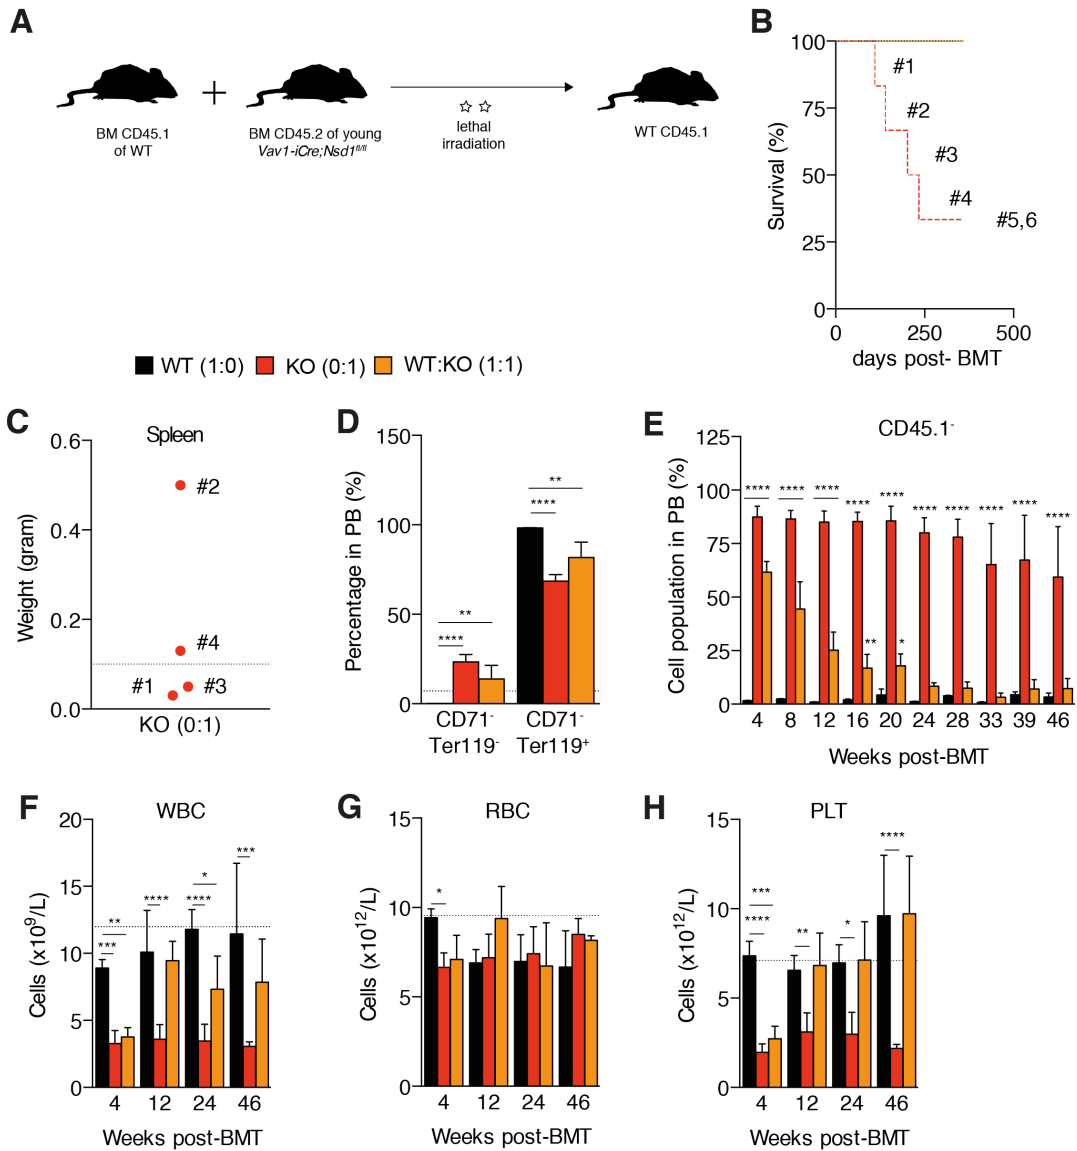 A
BM CD45.1
of WT
+
BM CD45.2 of young
Vav1-iCre;Nsd1fl/fl
lethal
irradiation
WT CD45.1
B
Survival (%)
100
75
50
25
0
#1
#2
#3
#4
#5,6
0 250 500
days post- BMT
WT (1:0) KO (0:1) WT:KO (1:1)
C
Spleen
Weight (gram)
0.6
0.4
0.2
0.0
#2
#4
#1
#3
KO (0:1)
D
Percentage in PB (%)
150
100
50
0
****
**
****
**
CD71- CD71-
Ter119- Ter119+
E
CD45.1-
Cell population in PB (%)
125
100
75
50
25
0
**** **** **** **** **** **** **** **** **** ****
** *
4 8 12 16 20 24 28 33 39 46
Weeks post-BMT
F
WBC
Cells (x10⁹/L)
20
15
10
5
0
***
**
****
****
*
***
4 12 24 46
Weeks post-BMT
G
RBC
Cells (x10¹²/L)
15
10
5
0
*
4 12 24 46
Weeks post-BMT
H
PLT
Cells (x10¹²/L)
15
10
5
0
****
***
**
*
****
4 12 24 46
Weeks post-BMT